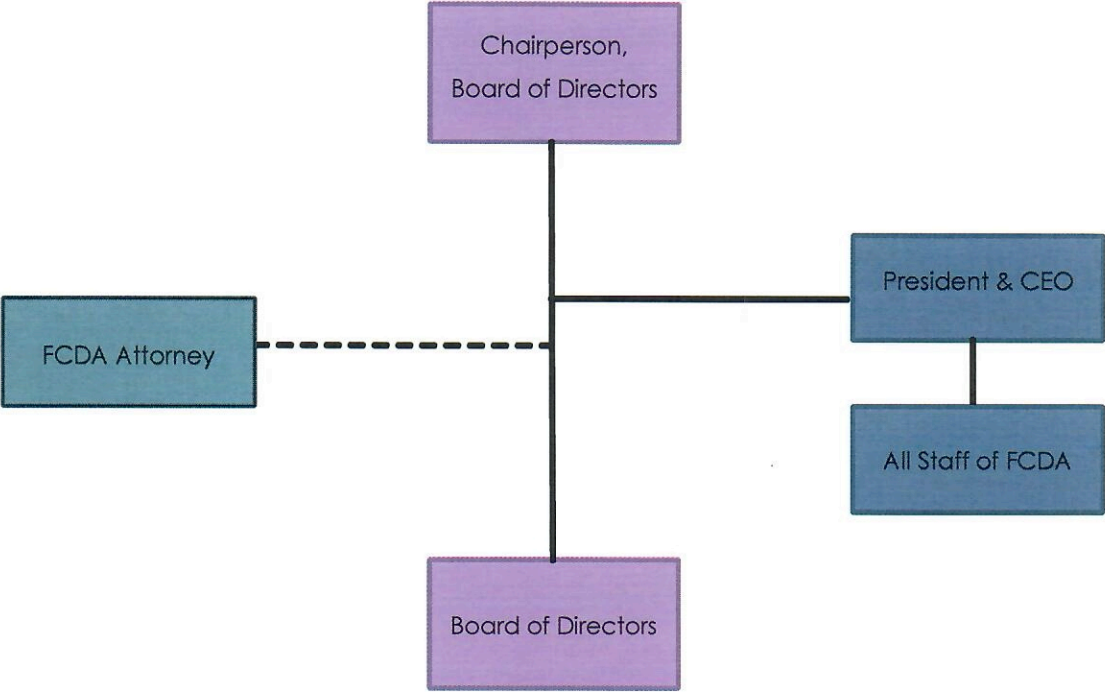 Chairperson,
Board of Directors
President & CEO
FCDA Attorney
All Staff of FCDA
Board of Directors